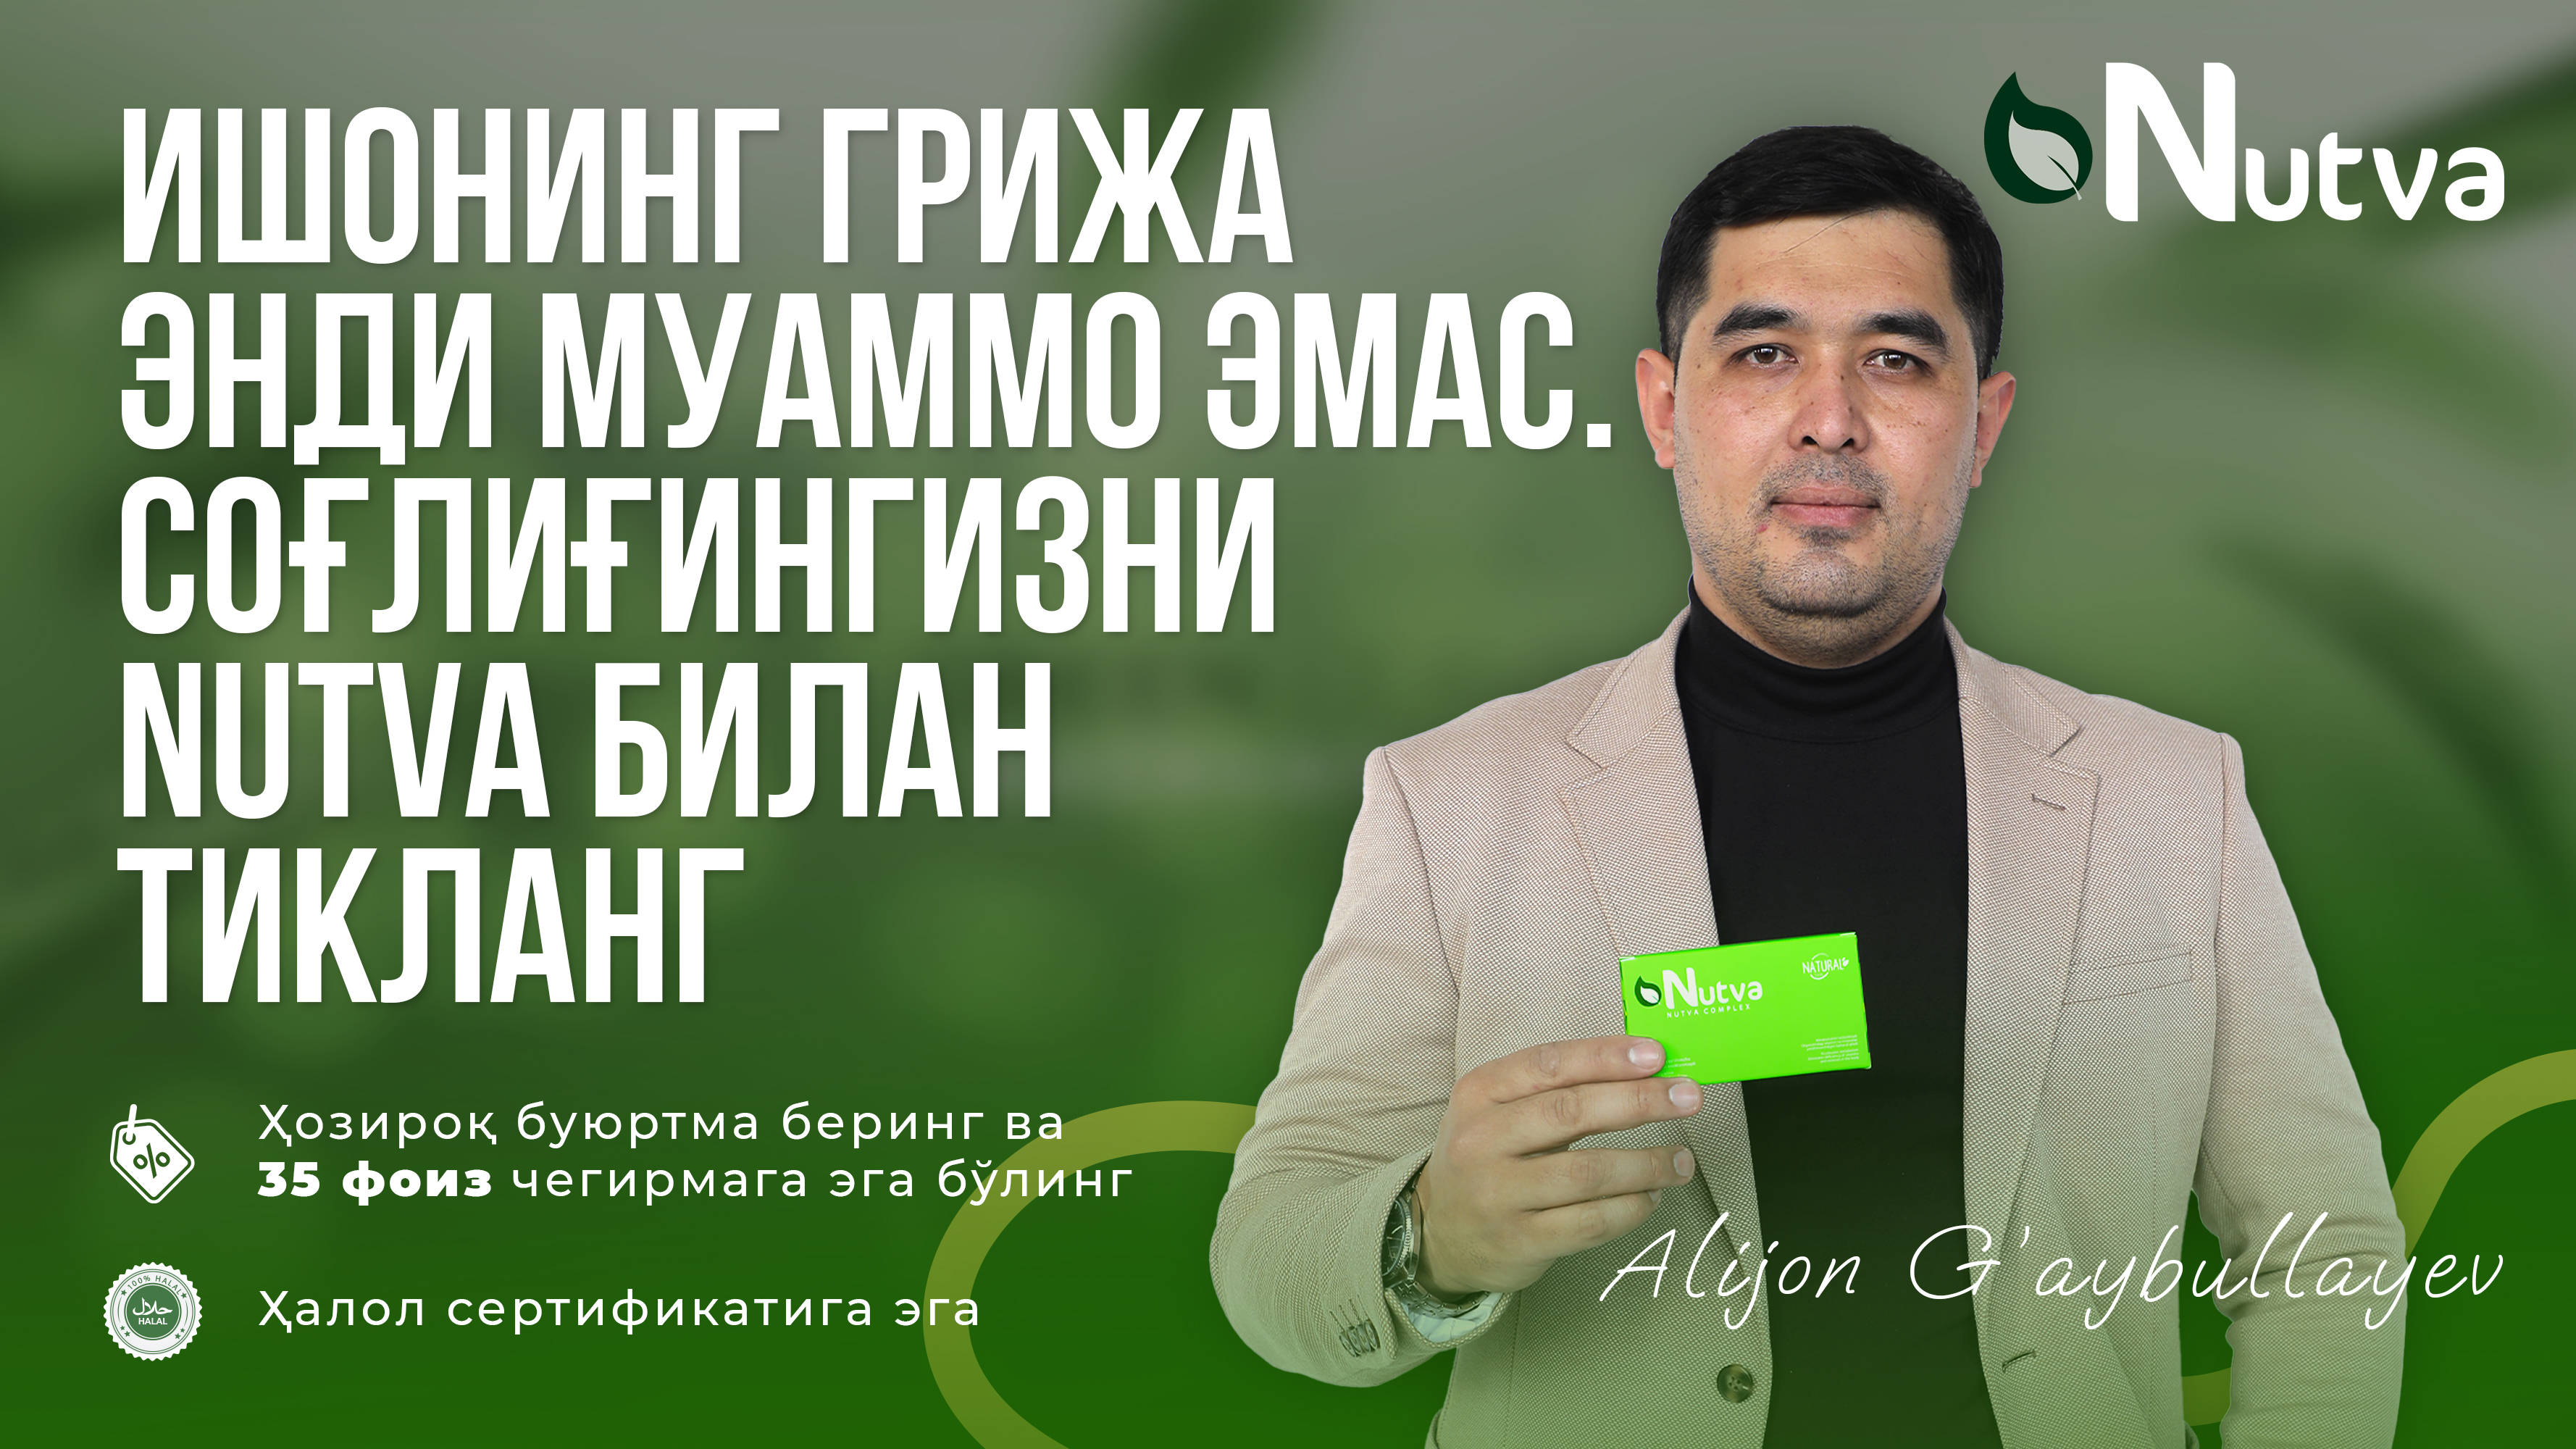 Nutva
ИШОНИНГ ГРИЖА
ЭНДИ МУАММО ЭМАС.
СОҒЛИҒИНГИЗНИ
NUTVA БИЛАН
ТИКЛАНГ
Ҳозироқ буюртма беринг ва
35 фоиз чегирмага эга бўлинг
100% HALAL
حلال
HALAL
Ҳалол сертификатига эга
Nutva
NUTVA COMPLEX
NATURAL
Alijon G'aybullayev